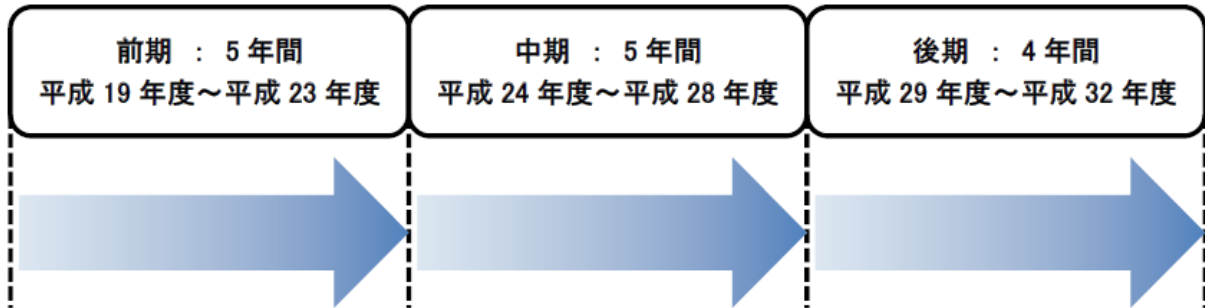 前期 : 5 年間
平成 19 年度～平成 23 年度
中期 : 5 年間
平成 24 年度～平成 28 年度
後期 : 4 年間
平成 29 年度～平成 32 年度